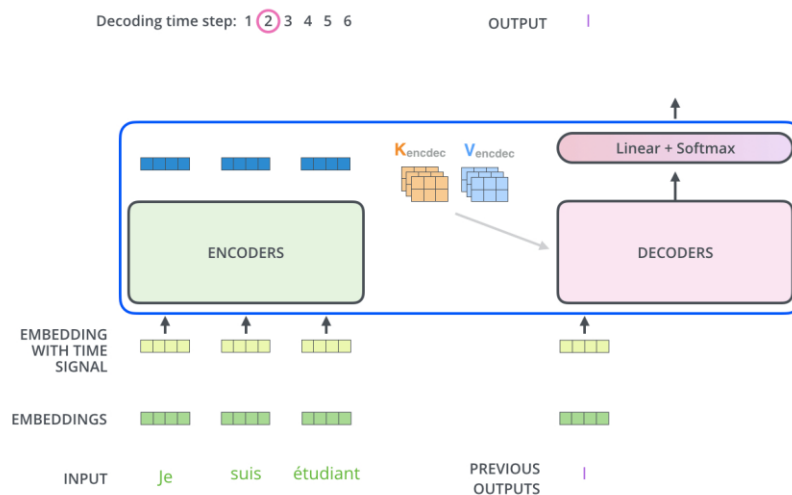 Decoding time step: 1 2 3 4 5 6
OUTPUT I
Kencdec Vencdec
Linear + Softmax
ENCODERS
DECODERS
EMBEDDING
WITH TIME
SIGNAL
EMBEDDINGS
INPUT Je suis étudiant
PREVIOUS
OUTPUTS I